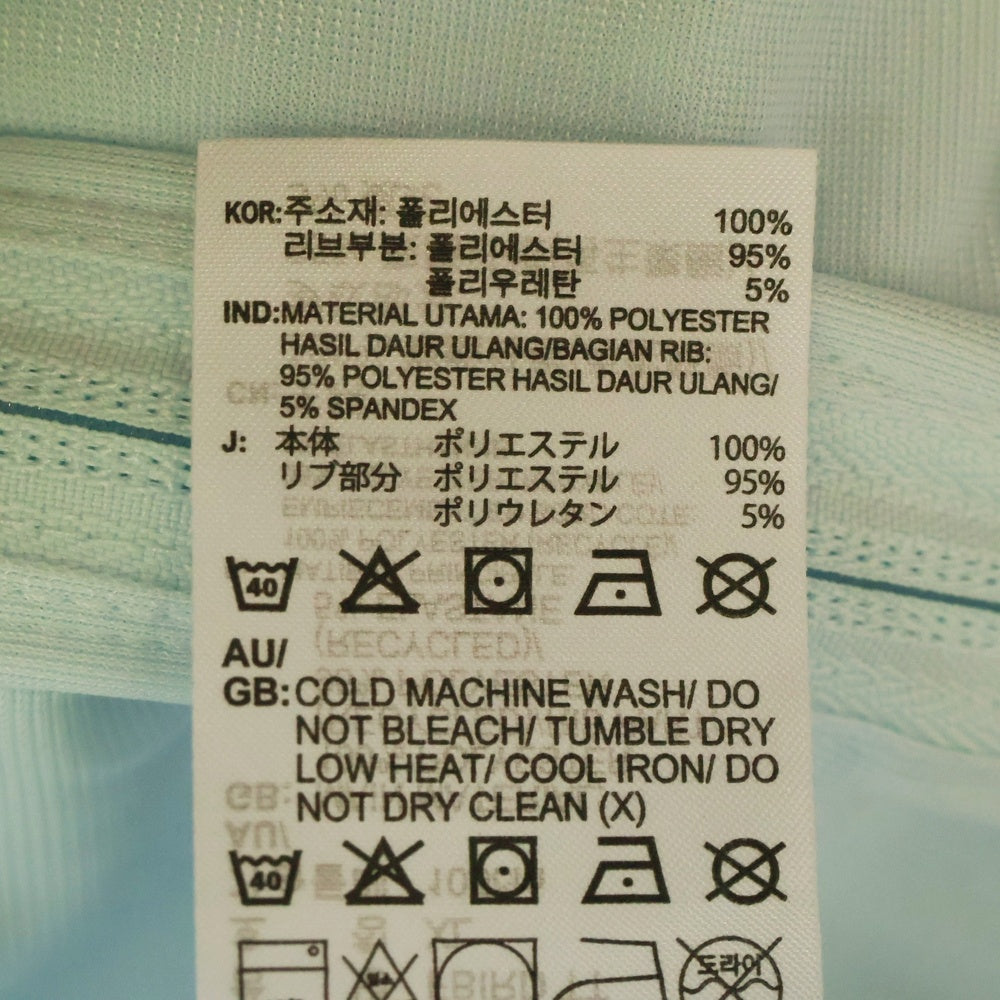 KOR:주소재: 폴리에스터 100%
리브부분: 폴리에스터 95%
폴리우레탄 5%
IND:MATERIAL UTAMA: 100% POLYESTER
HASIL DAUR ULANG/BAGIAN RIB:
95% POLYESTER HASIL DAUR ULANG/
5% SPANDEX
J: 本体 ポリエステル 100%
リブ部分 ポリエステル 95%
ポリウレタン 5%
40
AU/
GB:COLD MACHINE WASH/ DO
NOT BLEACH/ TUMBLE DRY
LOW HEAT/ COOL IRON/ DO
NOT DRY CLEAN (X)
40
도라이